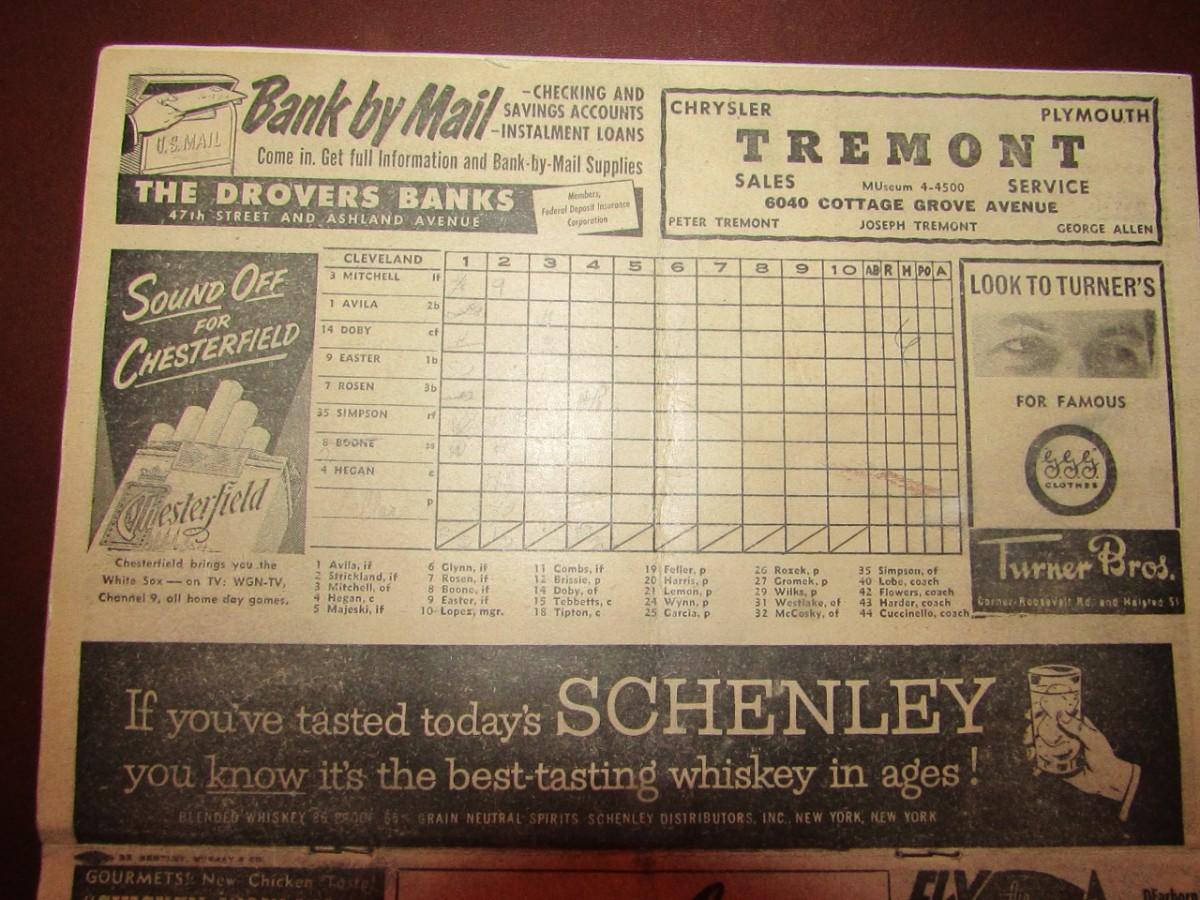 U.S. MAIL
Bank by Mail
-CHECKING AND
SAVINGS ACCOUNTS
-INSTALMENT LOANS
Come in. Get full Information and Bank-by-Mail Supplies
THE DROVERS BANKS
47th STREET AND ASHLAND AVENUE
Members,
Federal Deposit Insurance
Corporation
CHRYSLER PLYMOUTH
TREMONT
SALES MUseum 4-4500 SERVICE
6040 COTTAGE GROVE AVENUE
PETER TREMONT JOSEPH TREMONT GEORGE ALLEN
SOUND OFF
FOR
CHESTERFIELD
Chesterfield
Chesterfield brings you the
White Sox — on TV: WGN-TV,
Channel 9, all home day games.
CLEVELAND 1 2 3 4 5 6 7 8 9 10 AB R H PO A
3 MITCHELL lf
1 AVILA 2b
14 DOBY cf
9 EASTER 1b
7 ROSEN 3b
35 SIMPSON rf
8 BOONE ss
4 HEGAN c
p
1 Avila, if
2 Strickland, if
3 Mitchell, of
4 Hegan, c
5 Majeski, if
6 Glynn, if
7 Rosen, if
8 Boone, if
9 Easter, if
10 Lopez, mgr.
11 Combs, if
12 Brissie, p
14 Doby, of
15 Tebbetts, c
18 Tipton, c
19 Feller, p
20 Harris, p
21 Lemon, p
24 Wynn, p
25 Garcia, p
26 Rozek, p
27 Gromek, p
29 Wilks, p
31 Westlake, of
32 McCosky, of
35 Simpson, of
40 Lobe, coach
42 Flowers, coach
43 Harder, coach
44 Cuccinello, coach
LOOK TO TURNER'S
FOR FAMOUS
G.G.G.
CLOTHES
Turner Bros.
Corner-Roosevelt Rd. and Halsted St
If you've tasted today's SCHENLEY
you know it's the best-tasting whiskey in ages!
BLENDED WHISKEY 86 PROOF 65% GRAIN NEUTRAL SPIRITS SCHENLEY DISTRIBUTORS, INC., NEW YORK, NEW YORK
GOURMETS! New Chicken Taste!
FLY